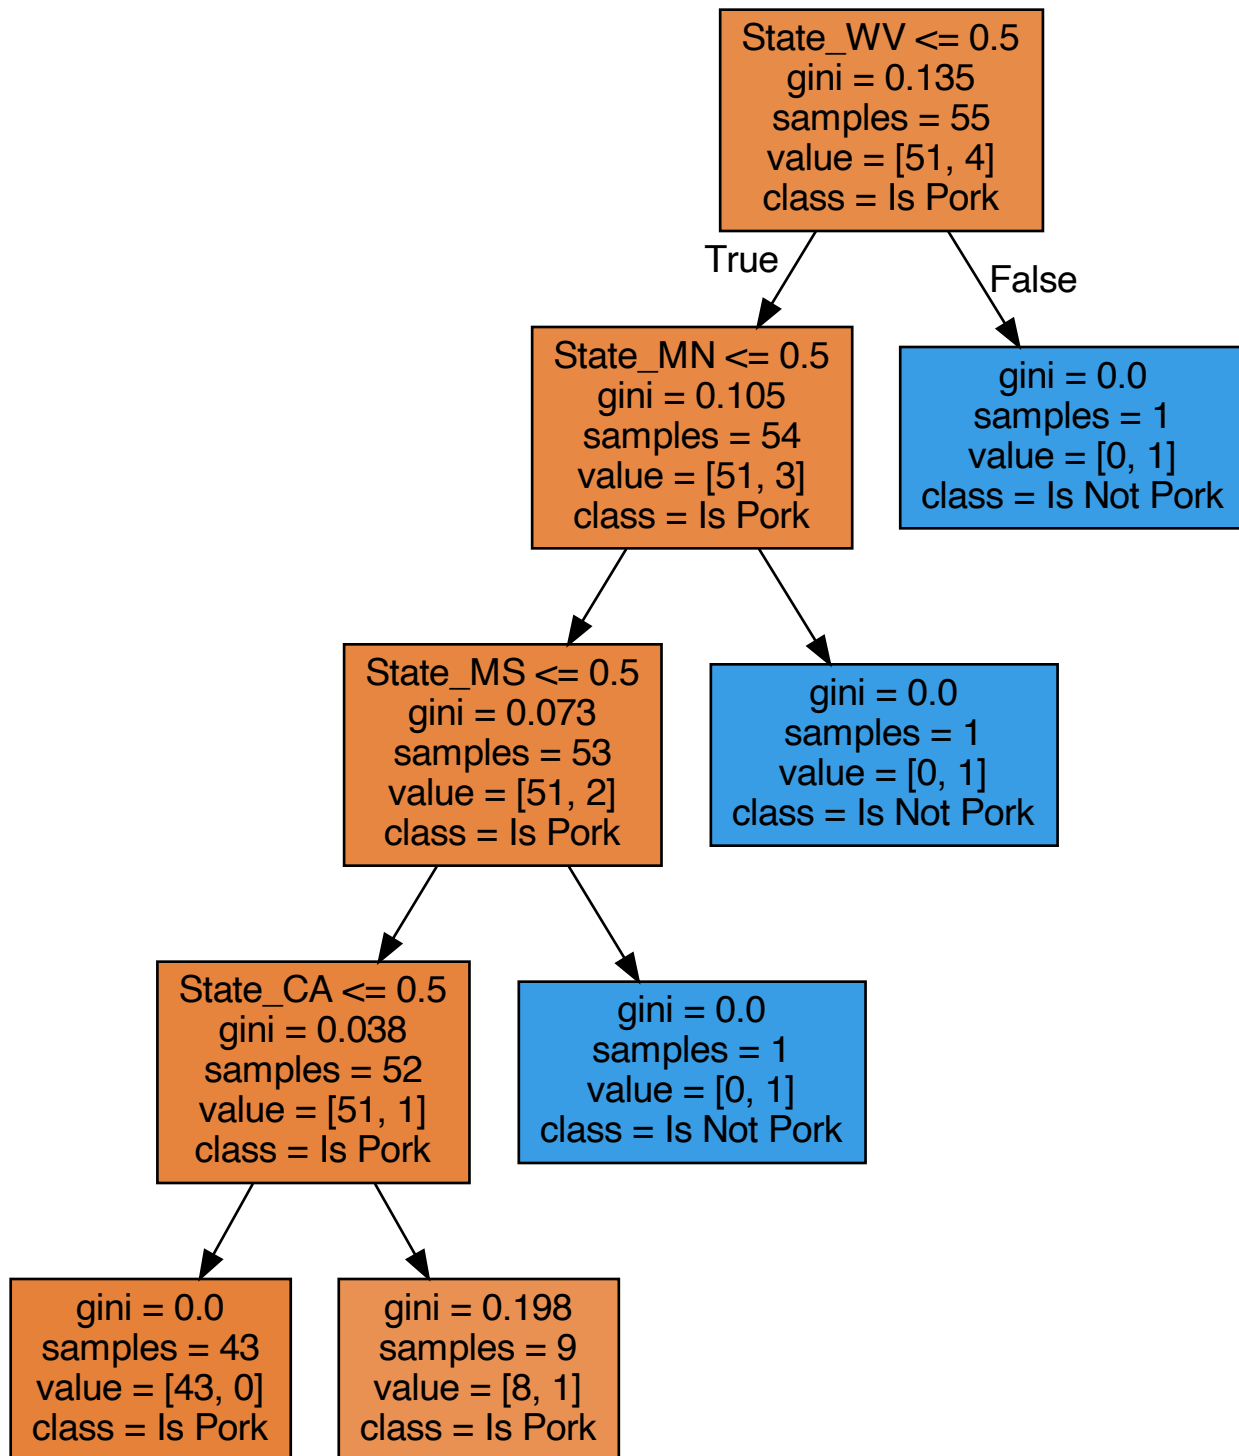 State_WV <= 0.5
gini = 0.135
samples = 55
value = [51, 4]
class = Is Pork
True
False
State_MN <= 0.5
gini = 0.105
samples = 54
value = [51, 3]
class = Is Pork
gini = 0.0
samples = 1
value = [0, 1]
class = Is Not Pork
State_MS <= 0.5
gini = 0.073
samples = 53
value = [51, 2]
class = Is Pork
gini = 0.0
samples = 1
value = [0, 1]
class = Is Not Pork
State_CA <= 0.5
gini = 0.038
samples = 52
value = [51, 1]
class = Is Pork
gini = 0.0
samples = 1
value = [0, 1]
class = Is Not Pork
gini = 0.0
samples = 43
value = [43, 0]
class = Is Pork
gini = 0.198
samples = 9
value = [8, 1]
class = Is Pork